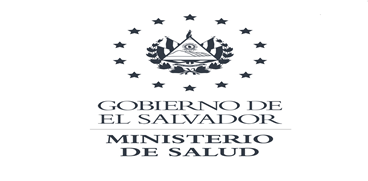 GOBIERNO DE
EL SALVADOR
MINISTERIO
DE SALUD